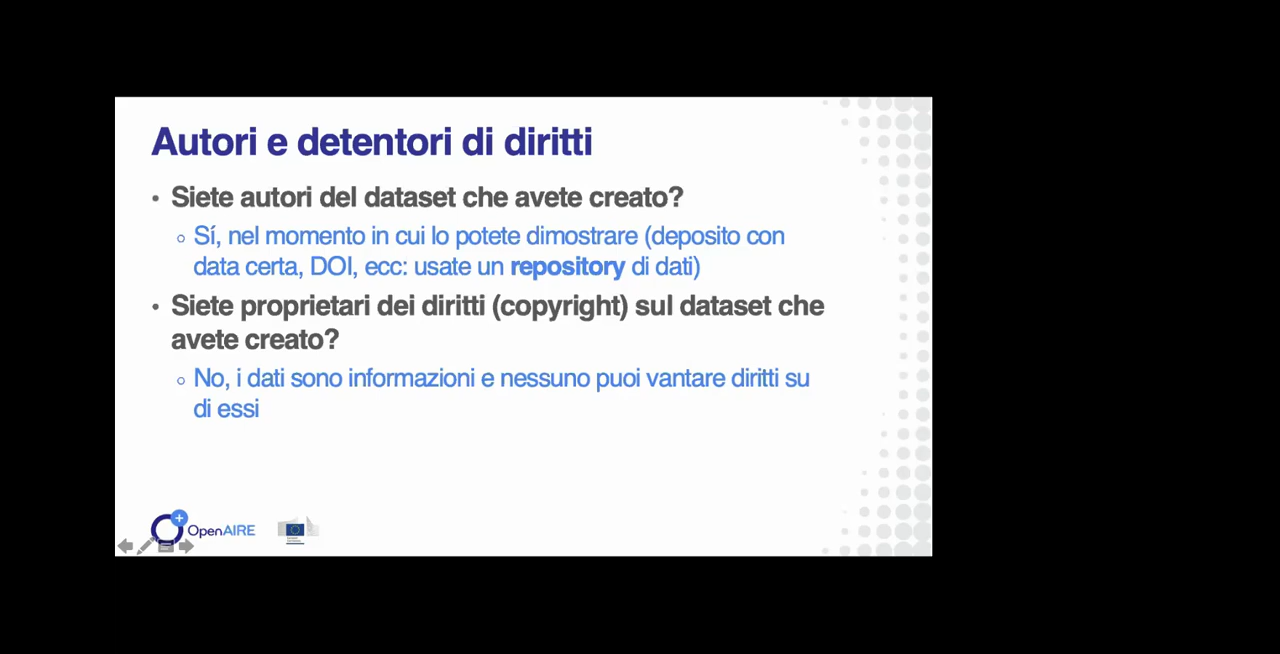 Autori e detentori di diritti
• Siete autori del dataset che avete creato?
○ Sí, nel momento in cui lo potete dimostrare (deposito con
data certa, DOI, ecc: usate un repository di dati)
• Siete proprietari dei diritti (copyright) sul dataset che
avete creato?
○ No, i dati sono informazioni e nessuno puoi vantare diritti su
di essi
OpenAIRE